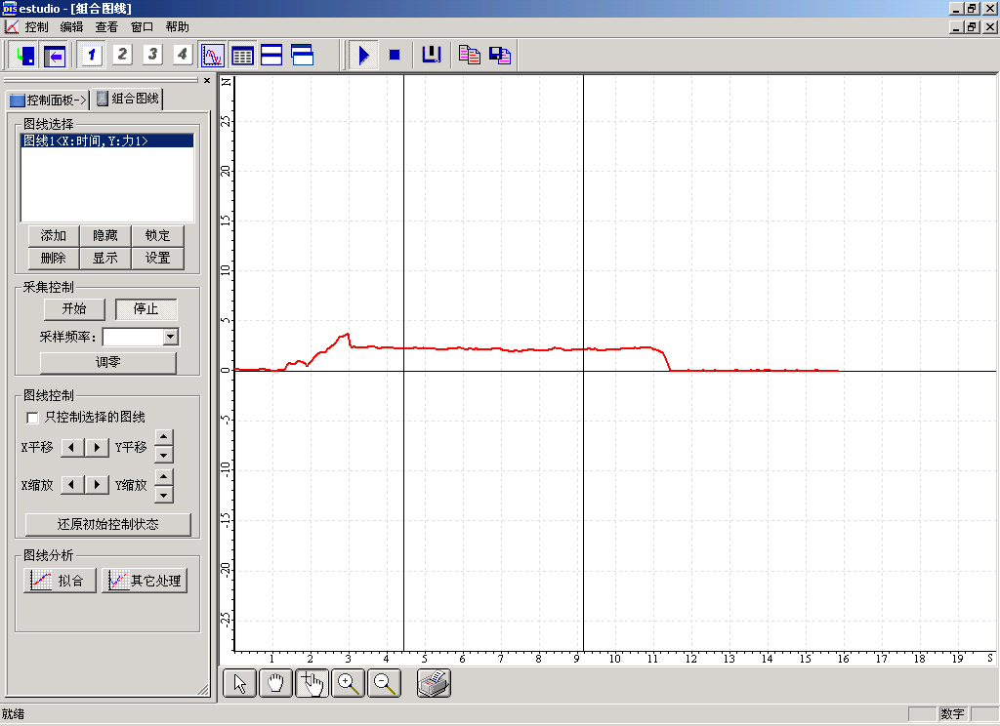 DIS estudio - [组合图线]
控制 编辑 查看 窗口 帮助
1 2 3 4
控制面板-> 组合图线
图线选择
图线1<X:时间,Y:力1>
添加 隐藏 锁定
删除 显示 设置
采集控制
开始 停止
采样频率:
调零
图线控制
只控制选择的图线
X平移 Y平移
X缩放 Y缩放
还原初始控制状态
图线分析
拟合 其它处理
N
25
20
15
10
5
0
-5
-10
-15
-20
-25
1 2 3 4 5 6 7 8 9 10 11 12 13 14 15 16 17 18 19 S
就绪 数字